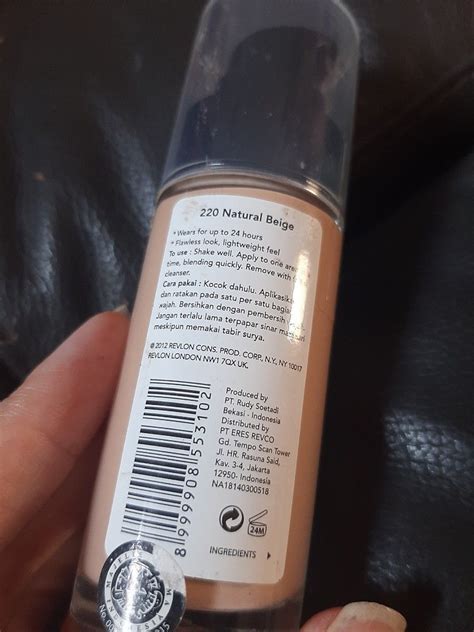 220 Natural Beige
* Wears for up to 24 hours
* Flawless look, lightweight feel
To use : Shake well. Apply to one
time, blending quickly. Remove with
cleanser.
Cara pakai : Kocok dahulu.
dan ratakan pada satu per satu
wajah. Bersihkan dengan pembersih
Jangan terlalu lama terpapar sinar
meskipun memakai tabir surya.
© 2012 REVLON CONS. PROD. CORP., N.Y., NY 10017
REVLON LONDON NW1 7QX UK.
8 999908 553102
Produced by
PT. Rudy Soetadi
Bekasi - Indonesia
Distributed by
PT ERES REVCO
Gd. Tempo Scan Tower
Jl. HR. Rasuna Said,
Kav. 3-4, Jakarta
12950- Indonesia
NA18140300518
24M
INGREDIENTS